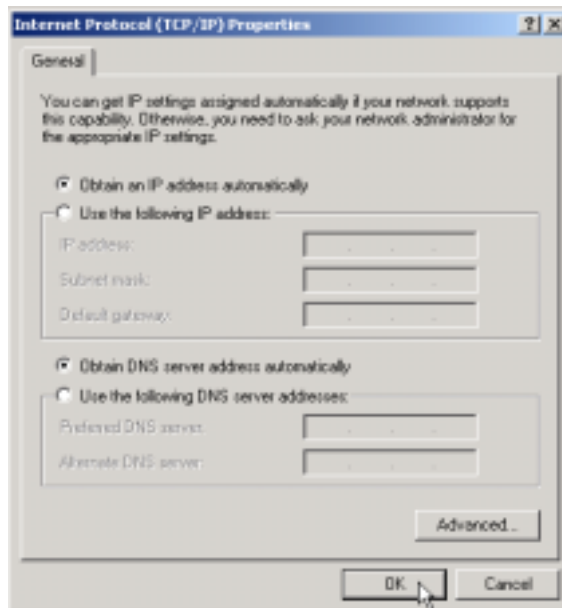 Internet Protocol (TCP/IP) Properties
General
You can get IP settings assigned automatically if your network supports
this capability. Otherwise, you need to ask your network administrator for
the appropriate IP settings.
Obtain an IP address automatically
Use the following IP address:
IP address:
Subnet mask:
Default gateway:
Obtain DNS server address automatically
Use the following DNS server addresses:
Preferred DNS server:
Alternate DNS server:
Advanced...
OK Cancel